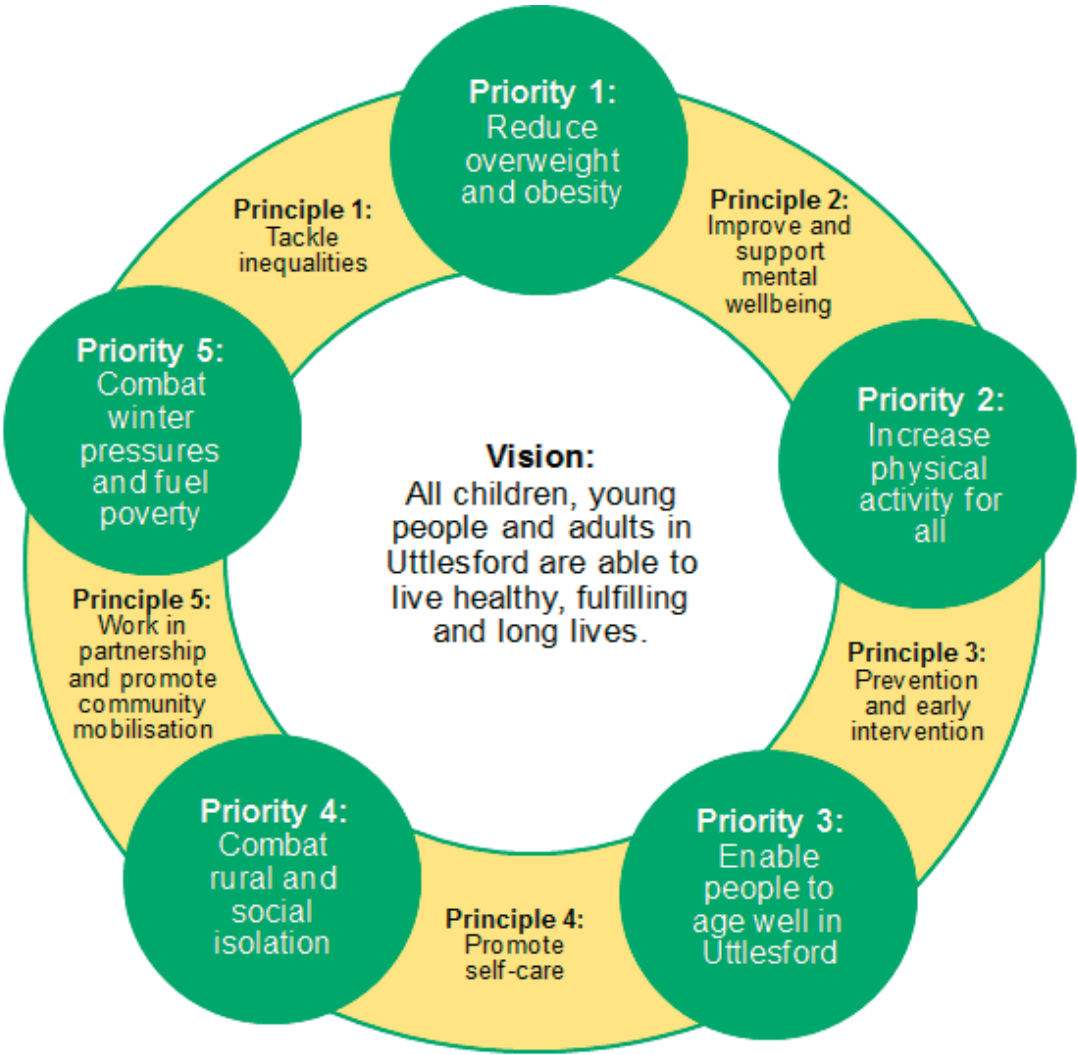 Priority 1:
Reduce
overweight
and obesity
Principle 2:
Improve and
support
mental
wellbeing
Priority 2:
Increase
physical
activity for
all
Principle 3:
Prevention
and early
intervention
Priority 3:
Enable
people to
age well in
Uttlesford
Principle 4:
Promote
self-care
Priority 4:
Combat
rural and
social
isolation
Principle 5:
Work in
partnership
and promote
community
mobilisation
Priority 5:
Combat
winter
pressures
and fuel
poverty
Principle 1:
Tackle
inequalities
Vision:
All children, young
people and adults in
Uttlesford are able to
live healthy, fulfilling
and long lives.